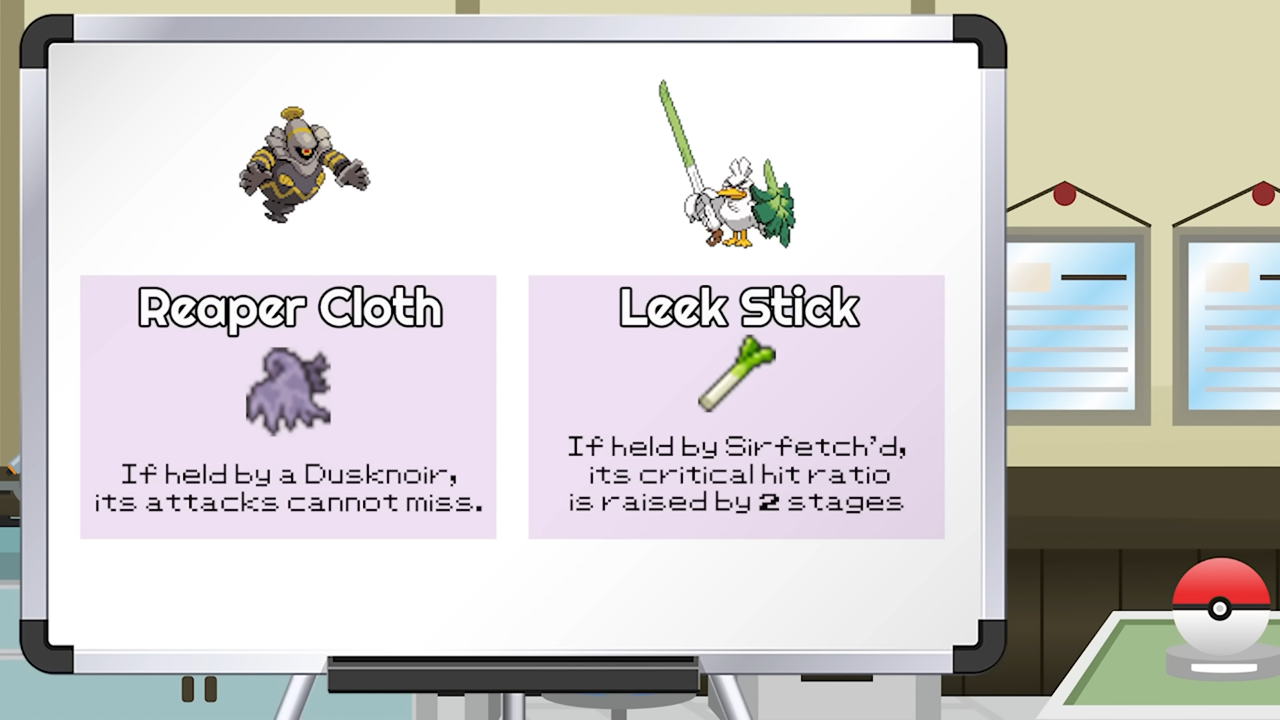 Reaper Cloth
If held by a Dusknoir,
its attacks cannot miss.
Leek Stick
If held by Sirfetch'd,
its critical hit ratio
is raised by 2 stages